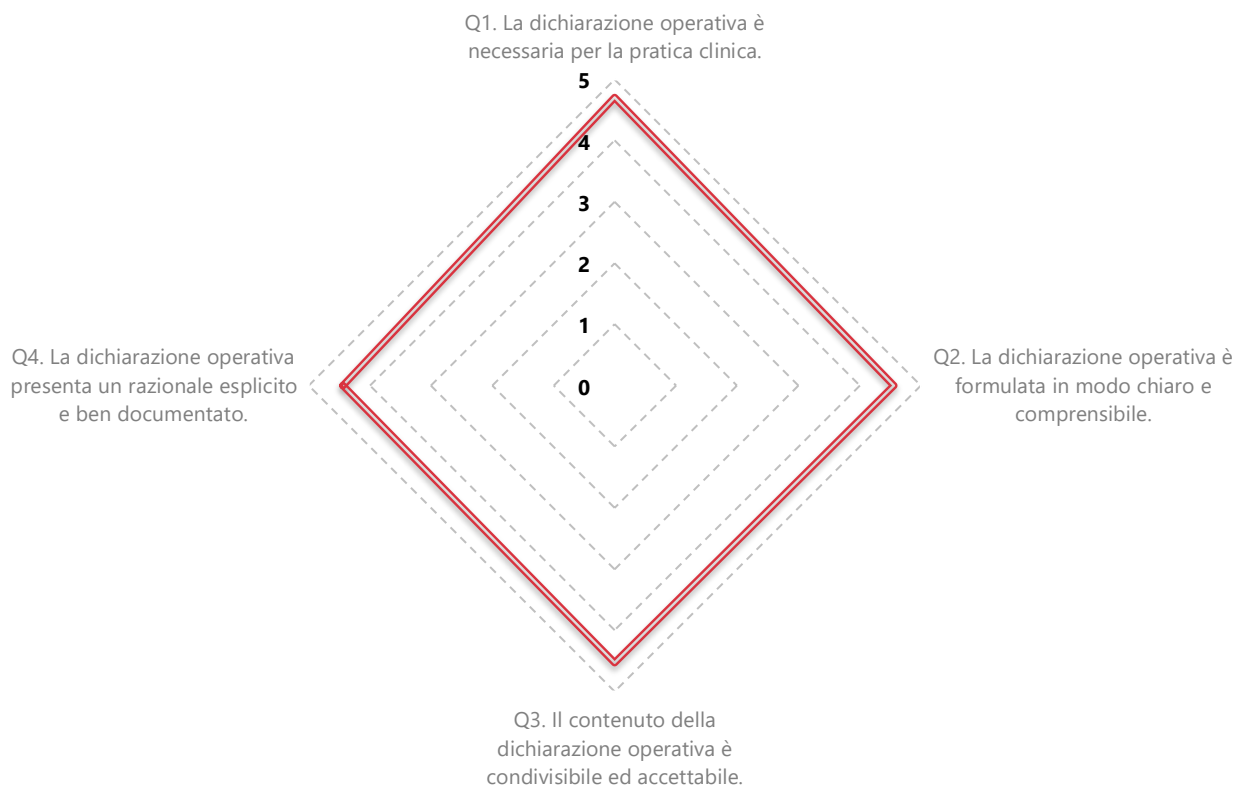 Q1. La dichiarazione operativa è
necessaria per la pratica clinica.
5
4
3
2
1
0
Q4. La dichiarazione operativa
presenta un razionale esplicito
e ben documentato.
Q2. La dichiarazione operativa è
formulata in modo chiaro e
comprensibile.
Q3. Il contenuto della
dichiarazione operativa è
condivisibile ed accettabile.